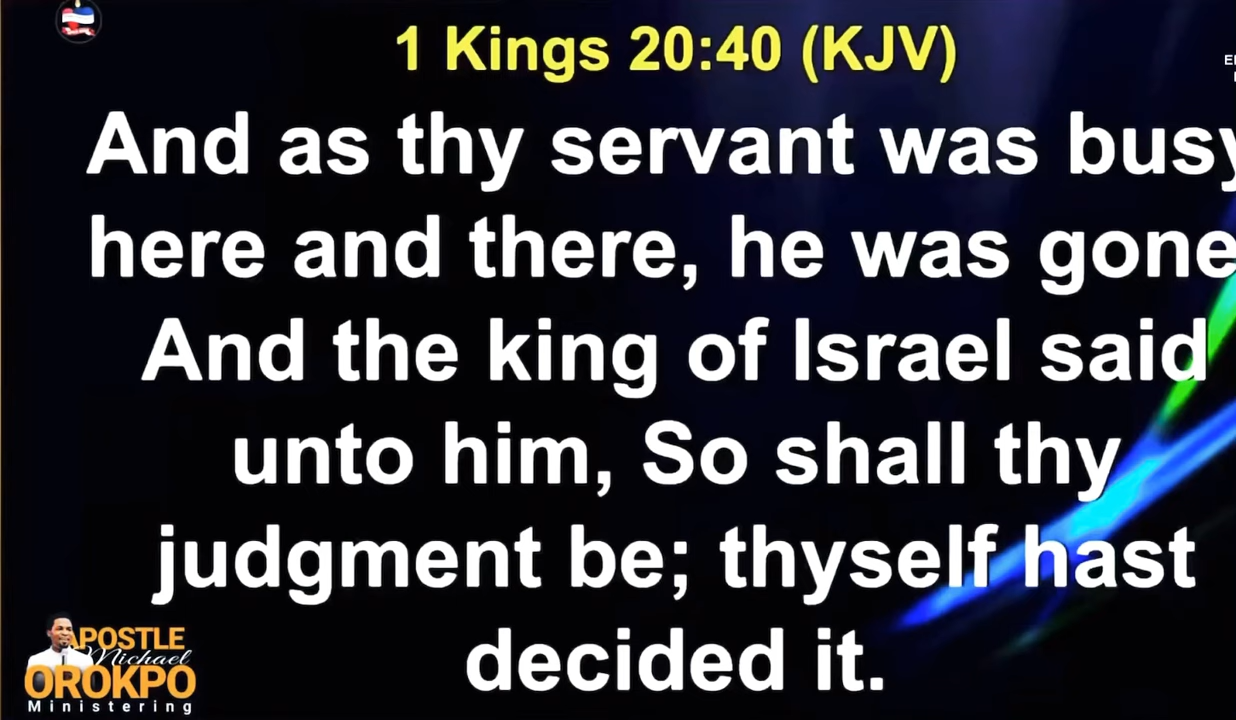 1 Kings 20:40 (KJV)
And as thy servant was busy
here and there, he was gone
And the king of Israel said
unto him, So shall thy
judgment be; thyself hast
decided it.
APOSTLE
Michael
OROKPO
Ministering